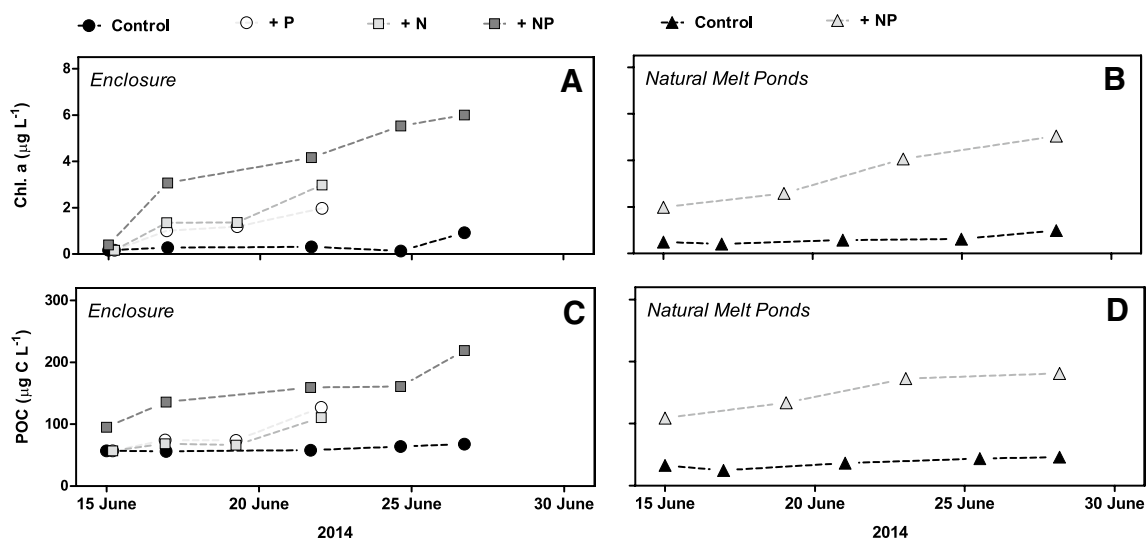 Control + P + N + NP Control + NP
Enclosure A Natural Melt Ponds B
8
6
4
2
0
Chl. a (µg L-1)
Enclosure C Natural Melt Ponds D
300
200
100
0
POC (µg C L-1)
15 June 20 June 25 June 30 June 15 June 20 June 25 June 30 June
2014 2014